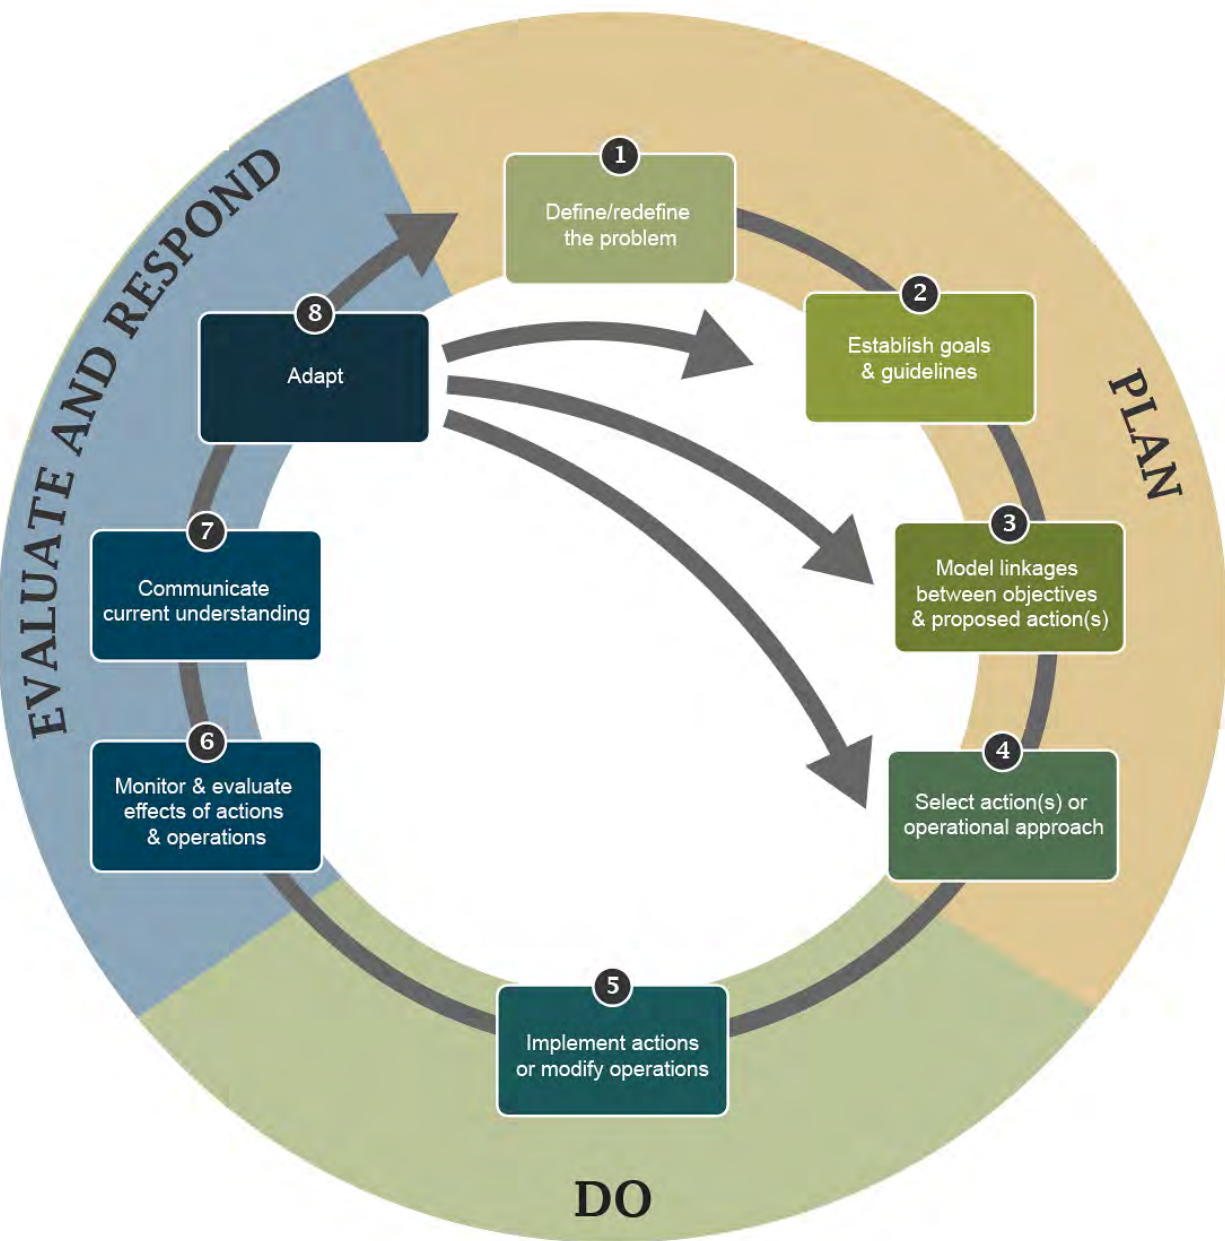 1
Define/redefine
the problem
2
Establish goals
& guidelines
3
Model linkages
between objectives
& proposed action(s)
4
Select action(s) or
operational approach
5
Implement actions
or modify operations
6
Monitor & evaluate
effects of actions
& operations
7
Communicate
current understanding
8
Adapt
PLAN
DO
EVALUATE AND RESPOND